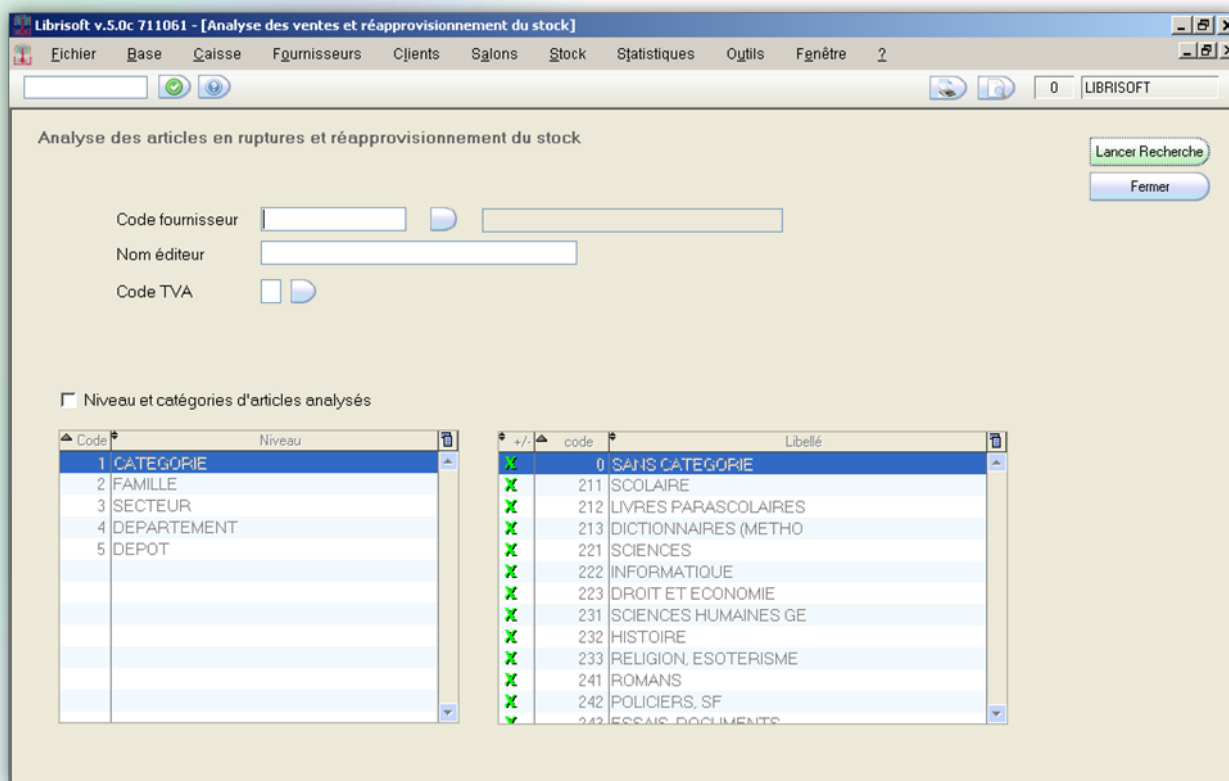 Librisoft v.5.0c 711061 - [Analyse des ventes et réapprovisionnement du stock]
Fichier Base Caisse Fournisseurs Clients Salons Stock Statistiques Outils Fenêtre ?
0 LIBRISOFT
Analyse des articles en ruptures et réapprovisionnement du stock
Lancer Recherche
Fermer
Code fournisseur
Nom éditeur
Code TVA
Niveau et catégories d'articles analysés
Code Niveau
1 CATEGORIE
2 FAMILLE
3 SECTEUR
4 DEPARTEMENT
5 DEPOT
+/- code Libellé
X 0 SANS CATEGORIE
X 211 SCOLAIRE
X 212 LIVRES PARASCOLAIRES
X 213 DICTIONNAIRES (METHO
X 221 SCIENCES
X 222 INFORMATIQUE
X 223 DROIT ET ECONOMIE
X 231 SCIENCES HUMAINES GE
X 232 HISTOIRE
X 233 RELIGION, ESOTERISME
X 241 ROMANS
X 242 POLICIERS, SF
X 243 ESSAIS, DOCUMENTS